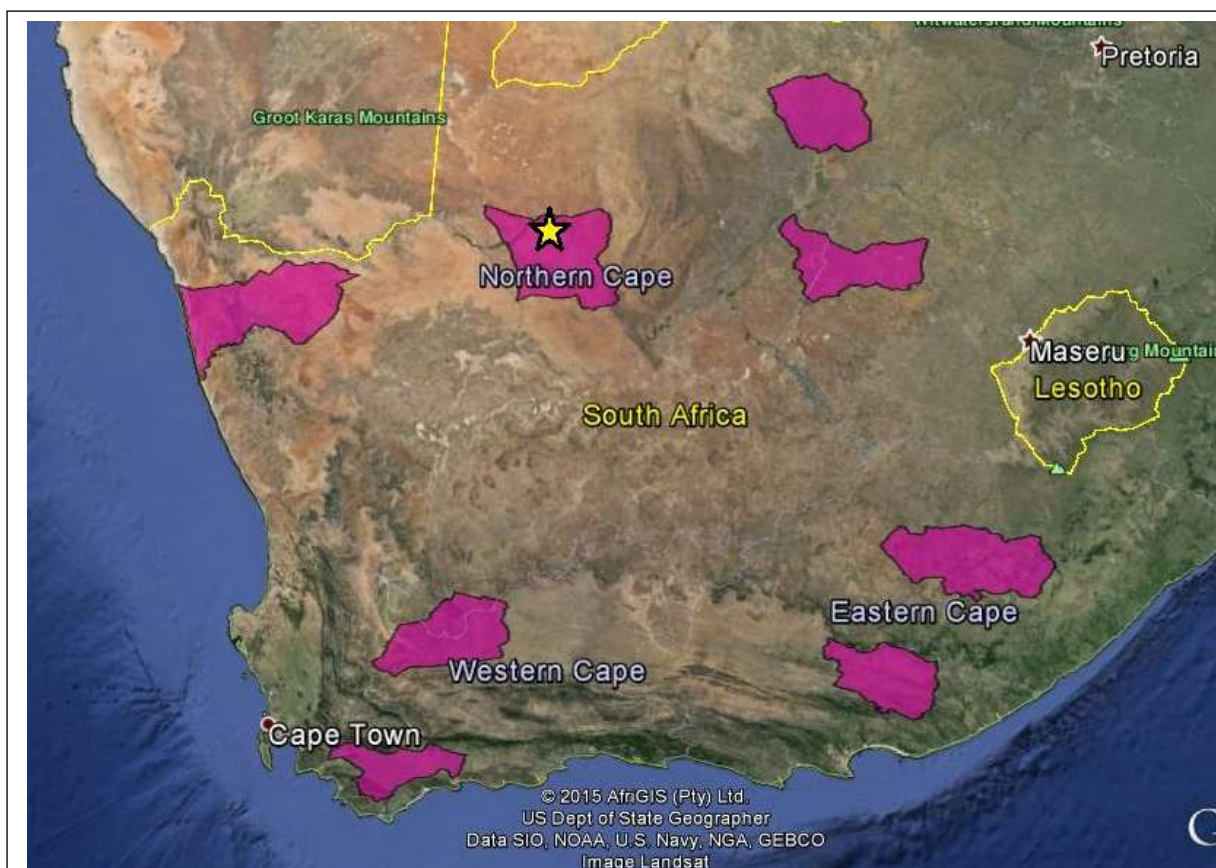 Witwatersrand Mountains
Pretoria
Groot Karas Mountains
Northern Cape
Maseru
Lesotho
South Africa
Eastern Cape
Western Cape
Cape Town
© 2015 AfriGIS (Pty) Ltd.
US Dept of State Geographer
Data SIO, NOAA, U.S. Navy, NGA, GEBCO
Image Landsat